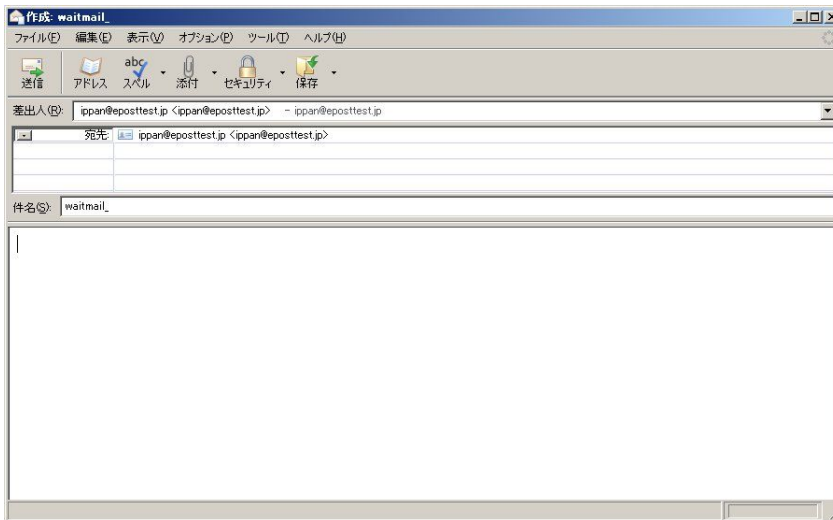 作成: waitmail_
ファイル(F) 編集(E) 表示(V) オプション(P) ツール(T) ヘルプ(H)
abc
送信 アドレス スペル 添付 セキュリティ 保存
差出人(R): ippan@eposttest.jp <ippan@eposttest.jp> - ippan@eposttest.jp
宛先: ippan@eposttest.jp <ippan@eposttest.jp>
件名(S): waitmail_